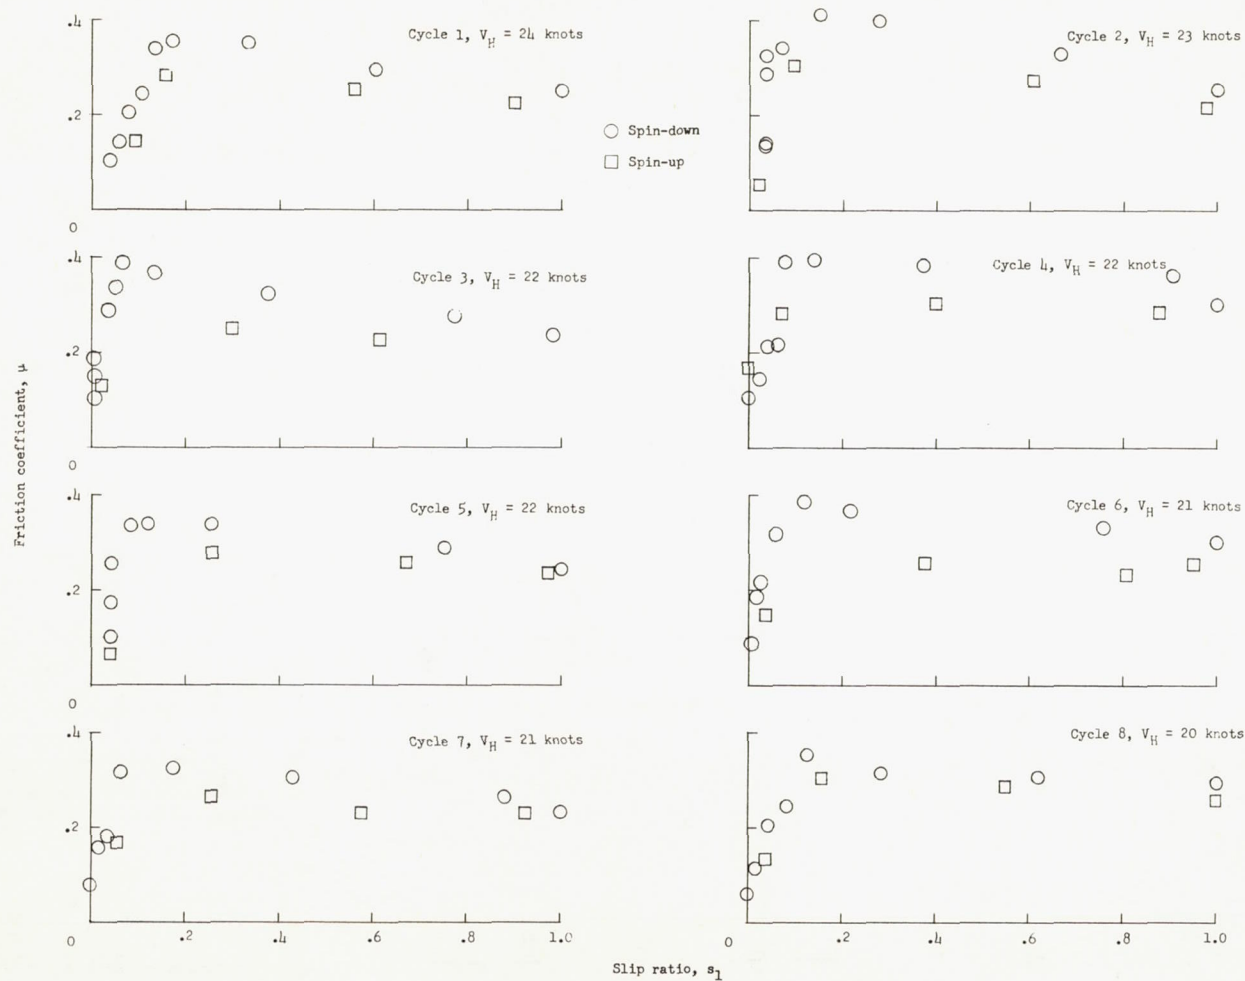 .4
Cycle 1, V_H = 24 knots
Cycle 2, V_H = 23 knots
.2
Spin-down
Spin-up
0
.4
Cycle 3, V_H = 22 knots
Cycle 4, V_H = 22 knots
.2
0
Friction coefficient, μ
.4
Cycle 5, V_H = 22 knots
Cycle 6, V_H = 21 knots
.2
0
.4
Cycle 7, V_H = 21 knots
Cycle 8, V_H = 20 knots
.2
0 .2 .4 .6 .8 1.0
0 .2 .4 .6 .8 1.0
Slip ratio, s_1